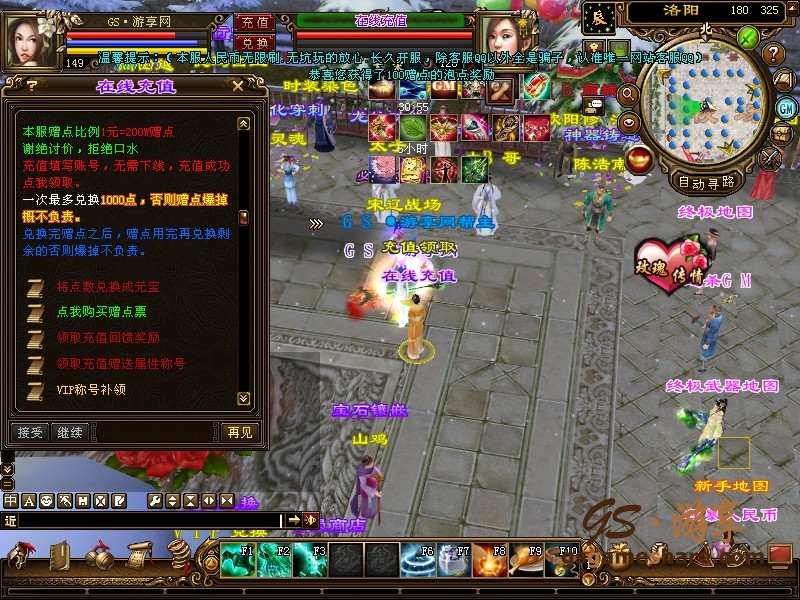 GS·游享网
充值
在线充值
洛阳
180 325
兑换
149
北
温馨提示：（本服人民币无限刷 无坑玩的放心 长久开服，除客服QQ以外全是骗子，认准唯一网站客服QQ）
恭喜您获得了100赠点的泡点奖励
在线充值
本服赠点比例1元=200W赠点
谢绝讨价，拒绝口水
充值填写账号，无需下线，充值成功
点我领取。
一次最多兑换1000点，否则赠点爆掉
概不负责。
兑换完赠点之后，赠点用完再兑换剩
余的否则爆掉不负责。
将点数兑换成元宝
点我购买赠点票
领取充值回馈奖励
领取充值赠送属性称号
VIP称号补领
接受
继续
再见
时装染色
30:55
灵魂
小时
陈浩南
自动寻路
宋辽战场
GS●游享网帮主
GS
充值领取
在线充值
终极地图
玫瑰传情
GM
终极武器地图
宝石镶嵌
山鸡
新手地图
人民币
商店
近
GS·游享
F1
F2
F3
F6
F7
F8
F9
F10